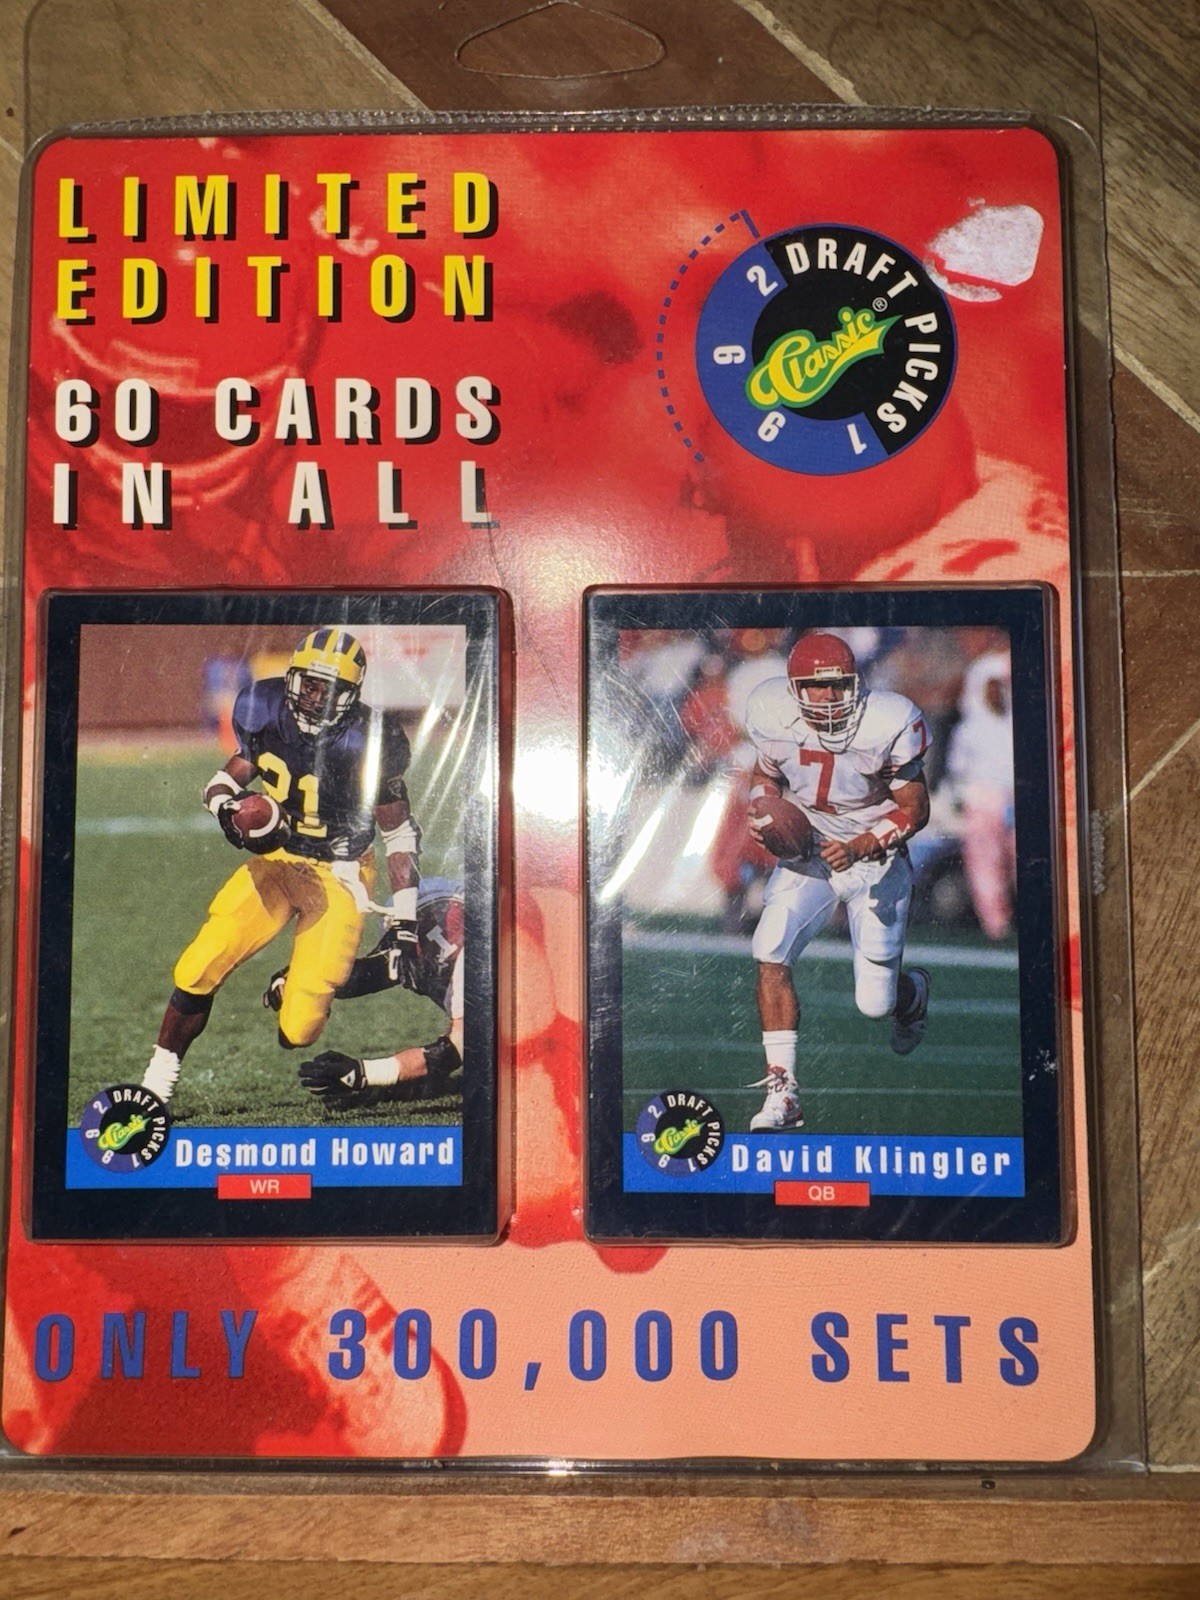 LIMITED
EDITION
60 CARDS
IN ALL
1992 DRAFT PICKS
Classic®
21
7
7
1992 DRAFT PICKS
Classic
Desmond Howard
WR
1992 DRAFT PICKS
Classic
David Klingler
QB
ONLY 300,000 SETS